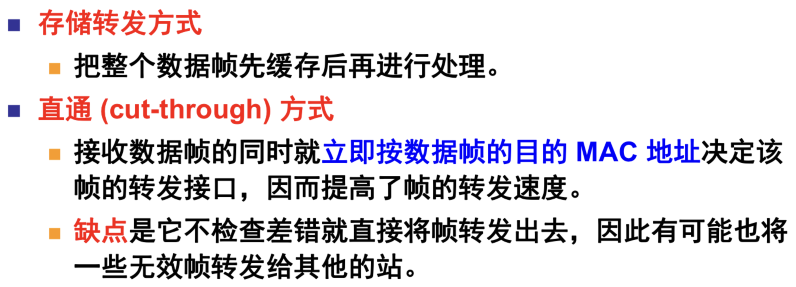 存储转发方式
把整个数据帧先缓存后再进行处理。
直通 (cut-through) 方式
接收数据帧的同时就立即按数据帧的目的 MAC 地址决定该
帧的转发接口，因而提高了帧的转发速度。
缺点是它不检查差错就直接将帧转发出去，因此有可能也将
一些无效帧转发给其他的站。